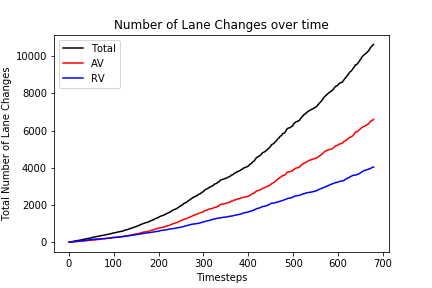 Number of Lane Changes over time
Total
AV
RV
Total Number of Lane Changes
10000
8000
6000
4000
2000
0
0 100 200 300 400 500 600 700
Timesteps